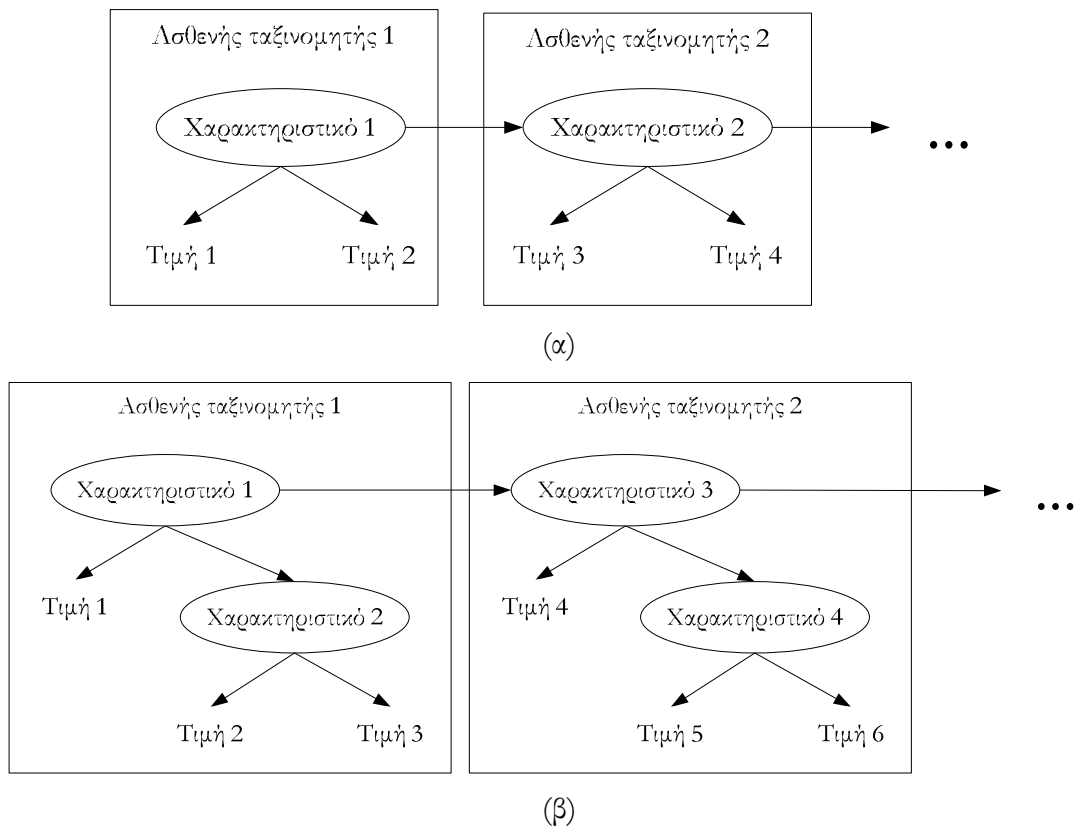 Ασθενής ταξινομητής 1
Ασθενής ταξινομητής 2
Χαρακτηριστικό 1
Χαρακτηριστικό 2
...
Τιμή 1
Τιμή 2
Τιμή 3
Τιμή 4
(α)
Ασθενής ταξινομητής 1
Ασθενής ταξινομητής 2
Χαρακτηριστικό 1
Χαρακτηριστικό 3
...
Τιμή 1
Χαρακτηριστικό 2
Τιμή 4
Χαρακτηριστικό 4
Τιμή 2
Τιμή 3
Τιμή 5
Τιμή 6
(β)